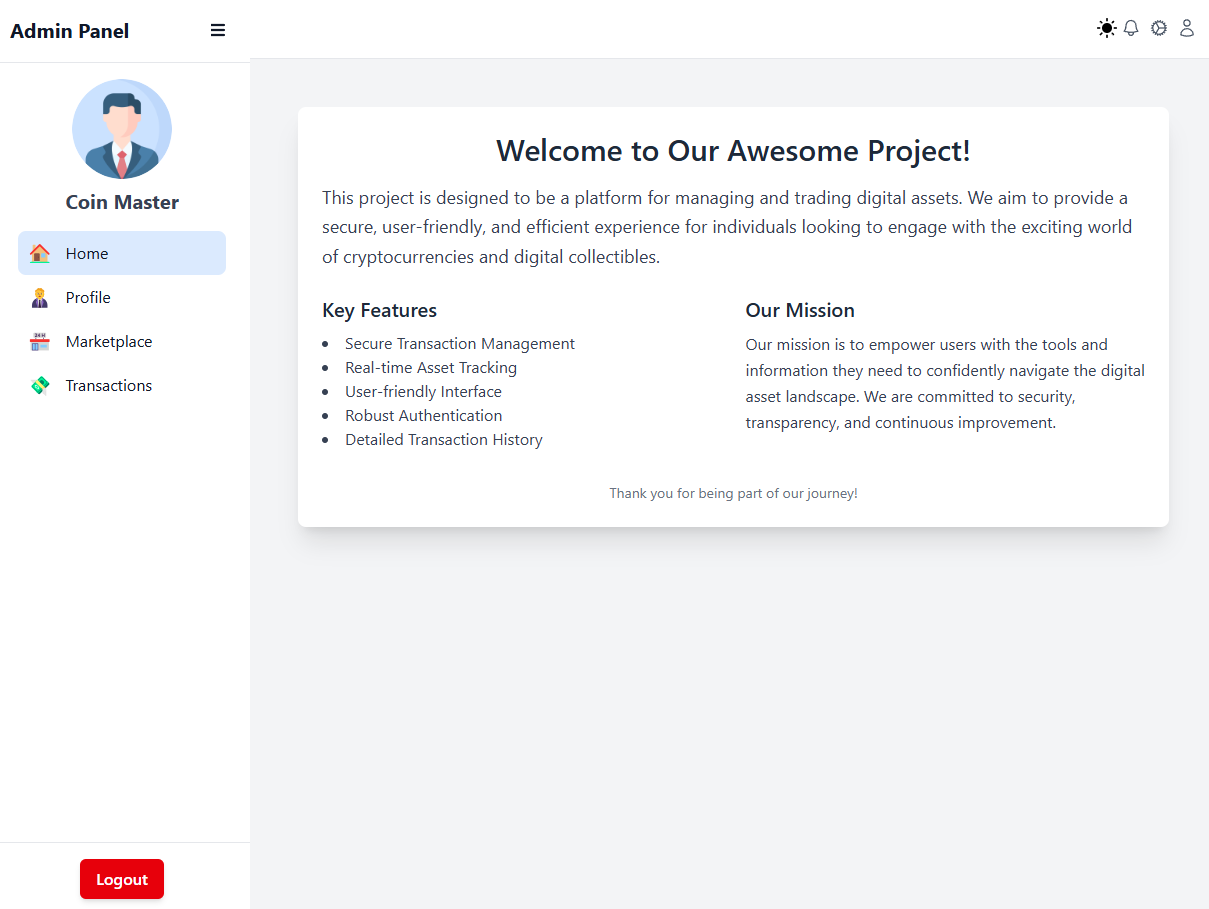 Admin Panel
Coin Master
Home
Profile
Marketplace
Transactions
Logout
Welcome to Our Awesome Project!
This project is designed to be a platform for managing and trading digital assets. We aim to provide a
secure, user-friendly, and efficient experience for individuals looking to engage with the exciting world
of cryptocurrencies and digital collectibles.
Key Features
Secure Transaction Management
Real-time Asset Tracking
User-friendly Interface
Robust Authentication
Detailed Transaction History
Our Mission
Our mission is to empower users with the tools and
information they need to confidently navigate the digital
asset landscape. We are committed to security,
transparency, and continuous improvement.
Thank you for being part of our journey!